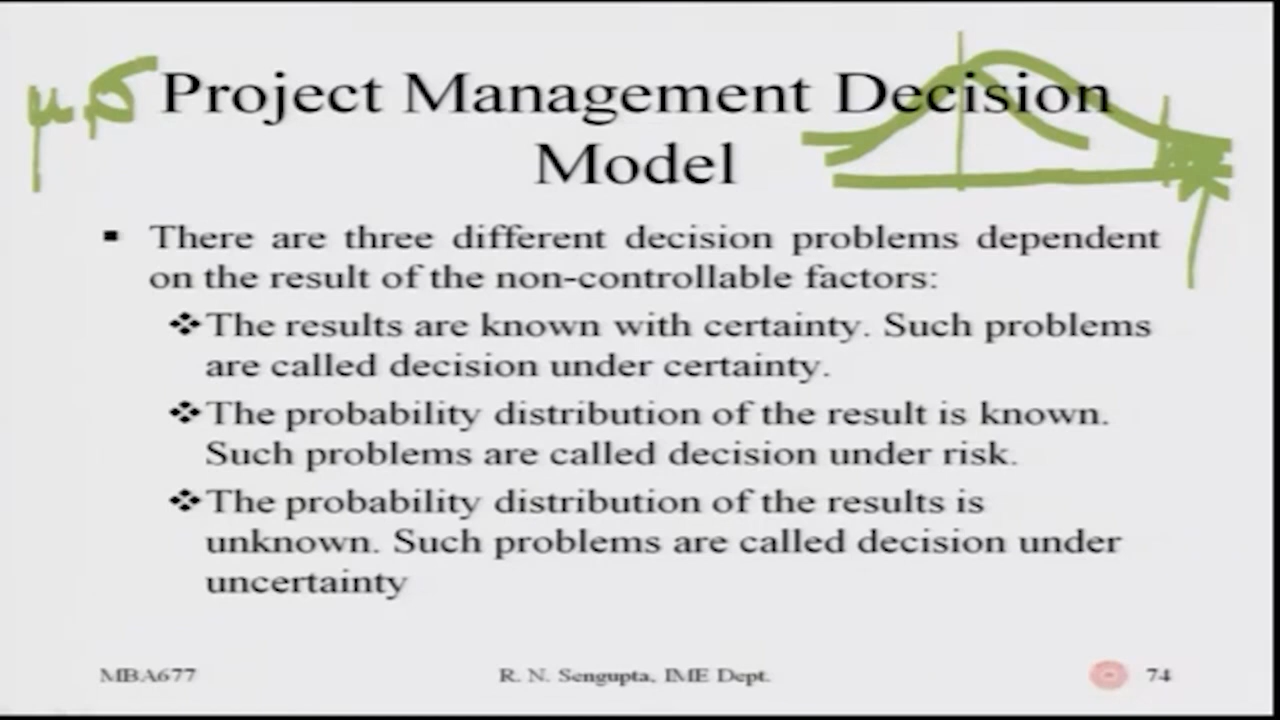 μ σ Project Management Decision
Model
▪ There are three different decision problems dependent
on the result of the non-controllable factors:
❖The results are known with certainty. Such problems
are called decision under certainty.
❖The probability distribution of the result is known.
Such problems are called decision under risk.
❖The probability distribution of the results is
unknown. Such problems are called decision under
uncertainty
MBA677 R. N. Sengupta, IME Dept. 74